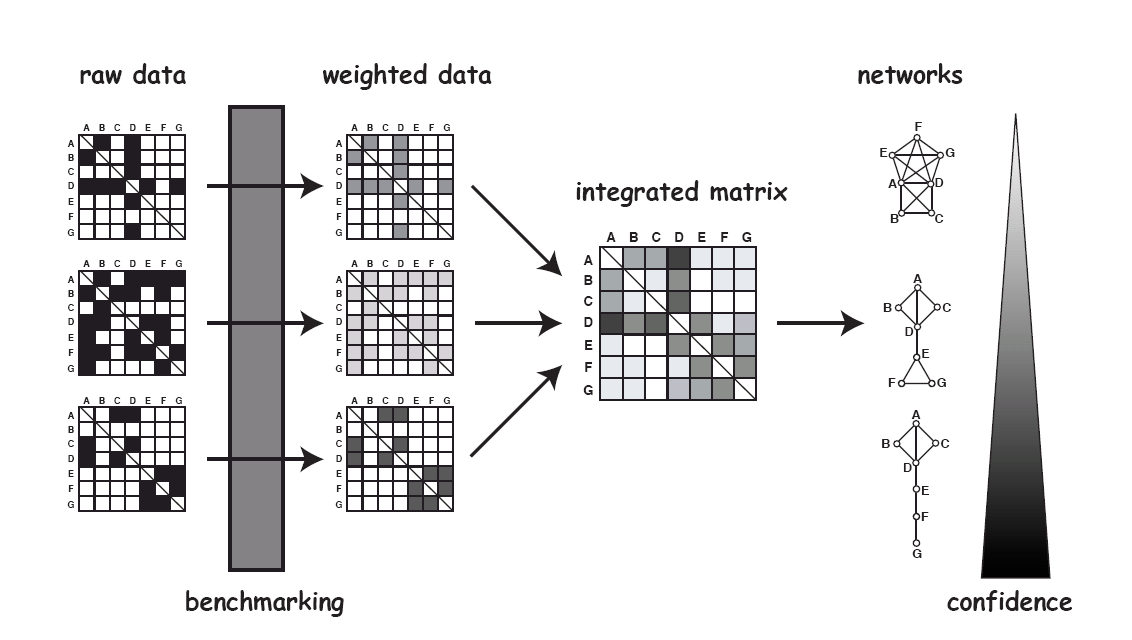 raw data
weighted data
networks
A B C D E F G
A
B
C
D
E
F
G
A B C D E F G
A
B
C
D
E
F
G
A B C D E F G
A
B
C
D
E
F
G
A B C D E F G
A
B
C
D
E
F
G
A B C D E F G
A
B
C
D
E
F
G
A B C D E F G
A
B
C
D
E
F
G
integrated matrix
A B C D E F G
A
B
C
D
E
F
G
F
E G
A D
B C
A
B C
D
E
F G
A
B C
D
E
F
G
benchmarking
confidence